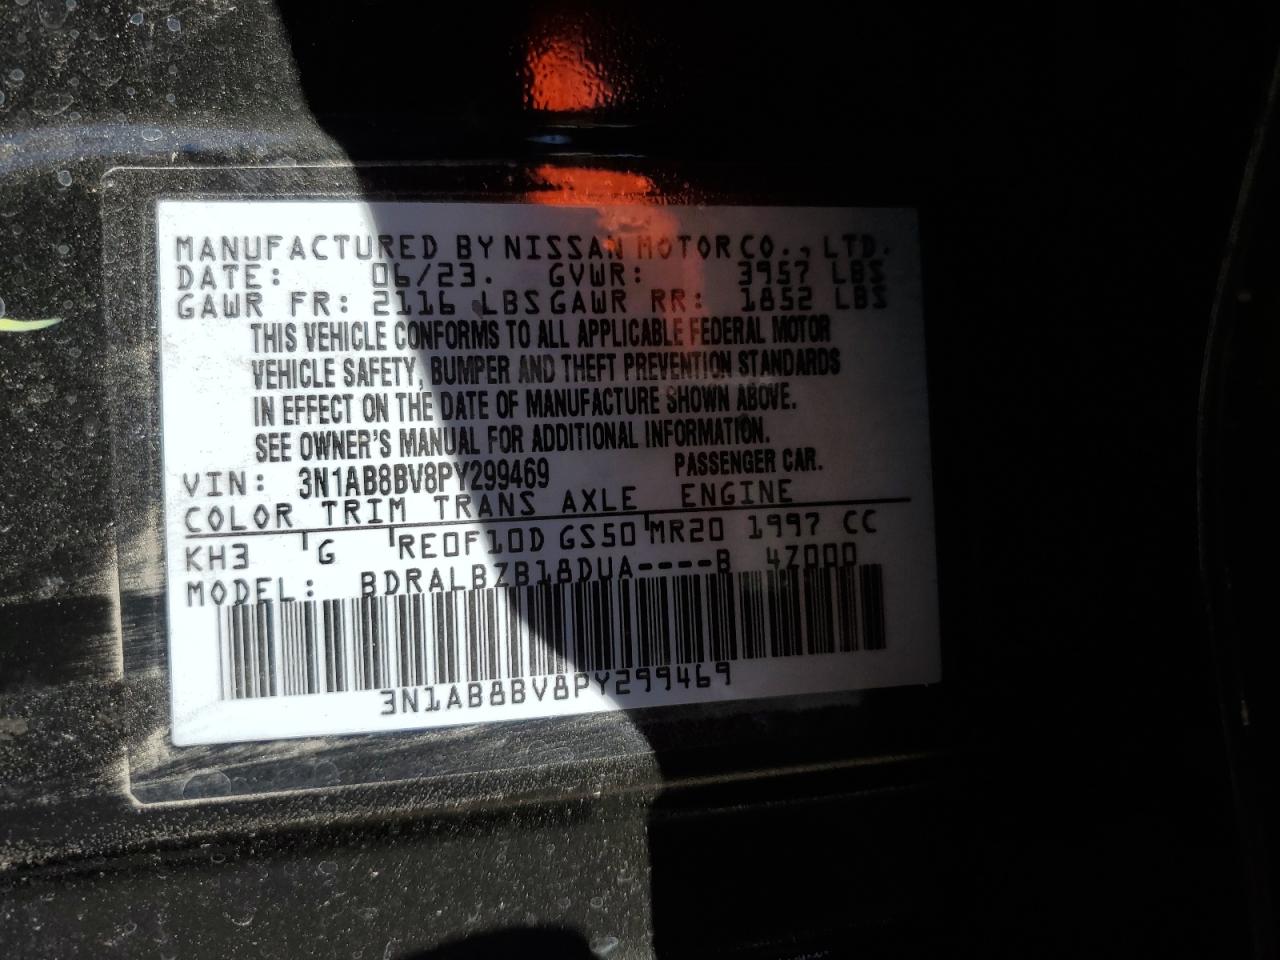 MANUFACTURED BY NISSAN MOTOR CO., LTD.
DATE: 06/23. GVWR: 3957 LBS
GAWR FR: 2116 LBS GAWR RR: 1852 LBS
THIS VEHICLE CONFORMS TO ALL APPLICABLE FEDERAL MOTOR
VEHICLE SAFETY, BUMPER AND THEFT PREVENTION STANDARDS
IN EFFECT ON THE DATE OF MANUFACTURE SHOWN ABOVE.
SEE OWNER'S MANUAL FOR ADDITIONAL INFORMATION.
VIN: 3N1AB8BV8PY299469 PASSENGER CAR.
COLOR TRIM TRANS AXLE ENGINE
KH3 G RE0F10D GS50 MR20 1997 CC
MODEL: BDRALBZB18DUA----B 4Z000
3N1AB8BV8PY299469